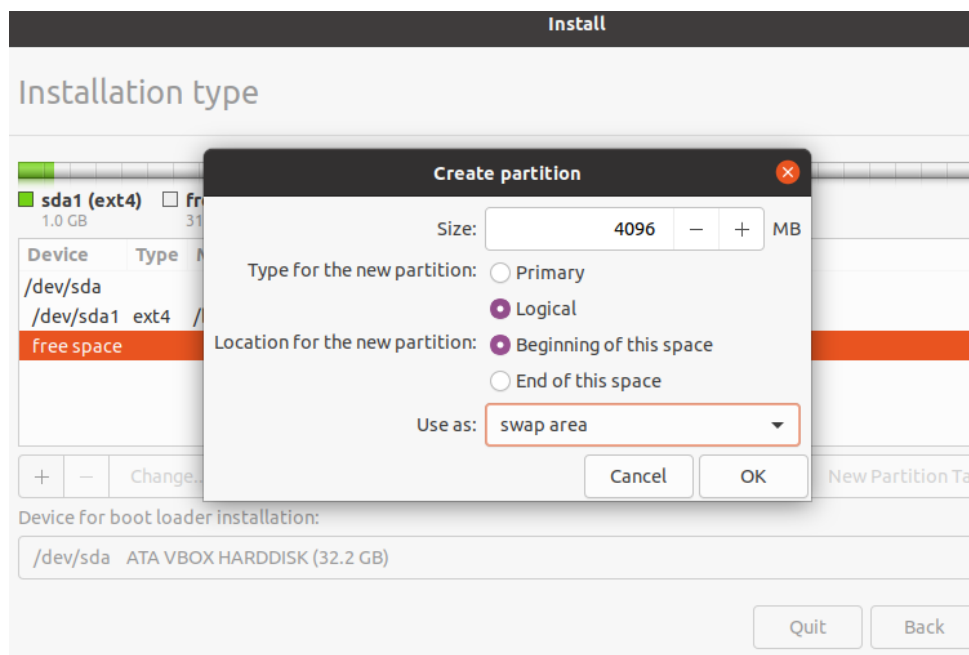 Install
Installation type
Create partition
sda1 (ext4) fr
1.0 GB 31
Size: 4096 − + MB
Device Type
Type for the new partition: Primary
/dev/sda
Logical
/dev/sda1 ext4
Location for the new partition: Beginning of this space
free space
End of this space
Use as: swap area
+ − Change..
Cancel OK
New Partition Ta
Device for boot loader installation:
/dev/sda ATA VBOX HARDDISK (32.2 GB)
Quit Back